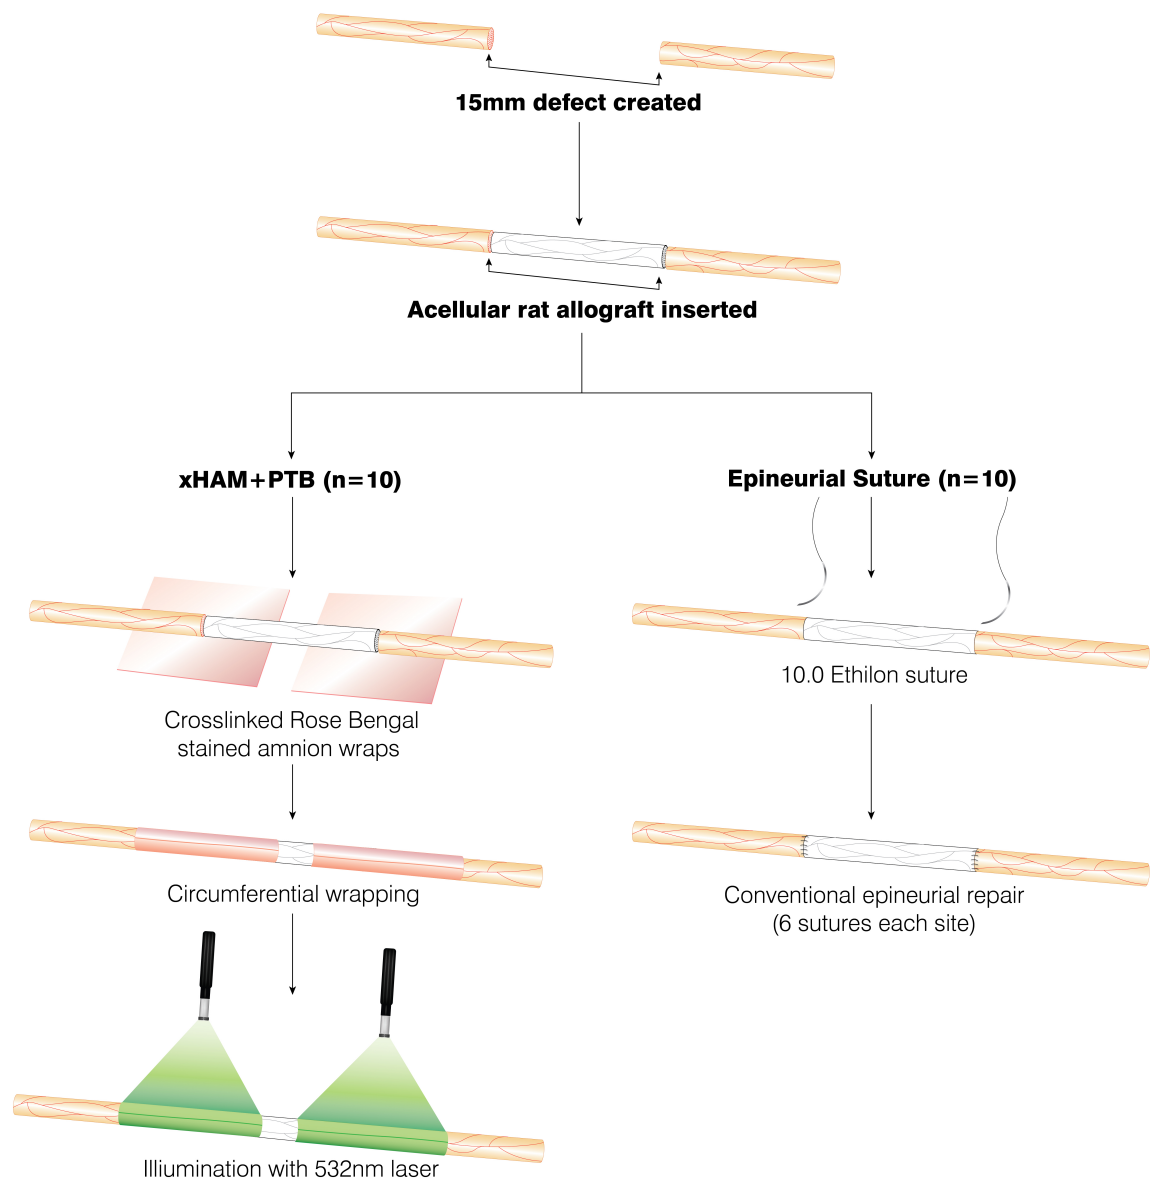 15mm defect created
Acellular rat allograft inserted
xHAM+PTB (n=10)
Epineurial Suture (n=10)
10.0 Ethilon suture
Crosslinked Rose Bengal
stained amnion wraps
Circumferential wrapping
Conventional epineurial repair
(6 sutures each site)
Illiumination with 532nm laser